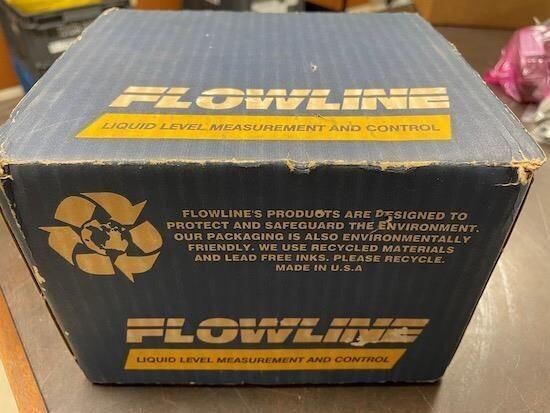 FLOWLINE
LIQUID LEVEL MEASUREMENT AND CONTROL
FLOWLINE'S PRODUCTS ARE DESIGNED TO
PROTECT AND SAFEGUARD THE ENVIRONMENT.
OUR PACKAGING IS ALSO ENVIRONMENTALLY
FRIENDLY. WE USE RECYCLED MATERIALS
AND LEAD FREE INKS. PLEASE RECYCLE.
MADE IN U.S.A
FLOWLINE
LIQUID LEVEL MEASUREMENT AND CONTROL